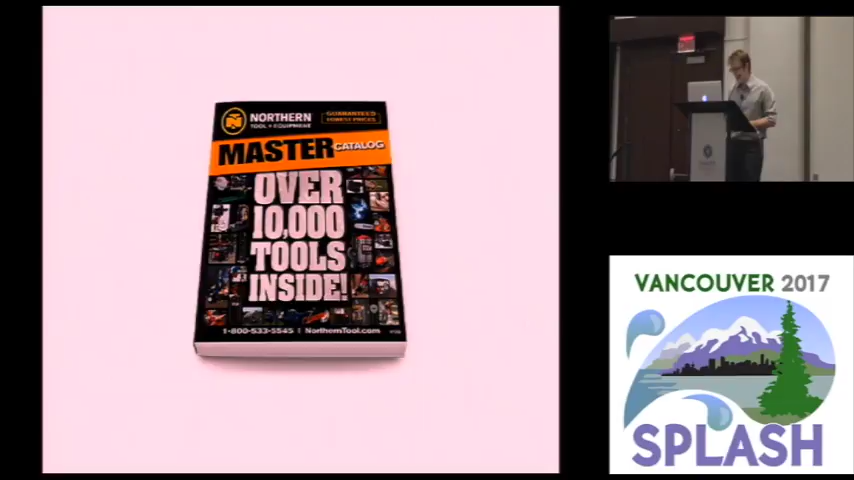 NORTHERN
TOOL + EQUIPMENT
GUARANTEED
LOWEST PRICES
MASTER CATALOG
OVER
10,000
TOOLS
INSIDE!
1-800-533-5545 | NorthernTool.com
VANCOUVER 2017
SPLASH